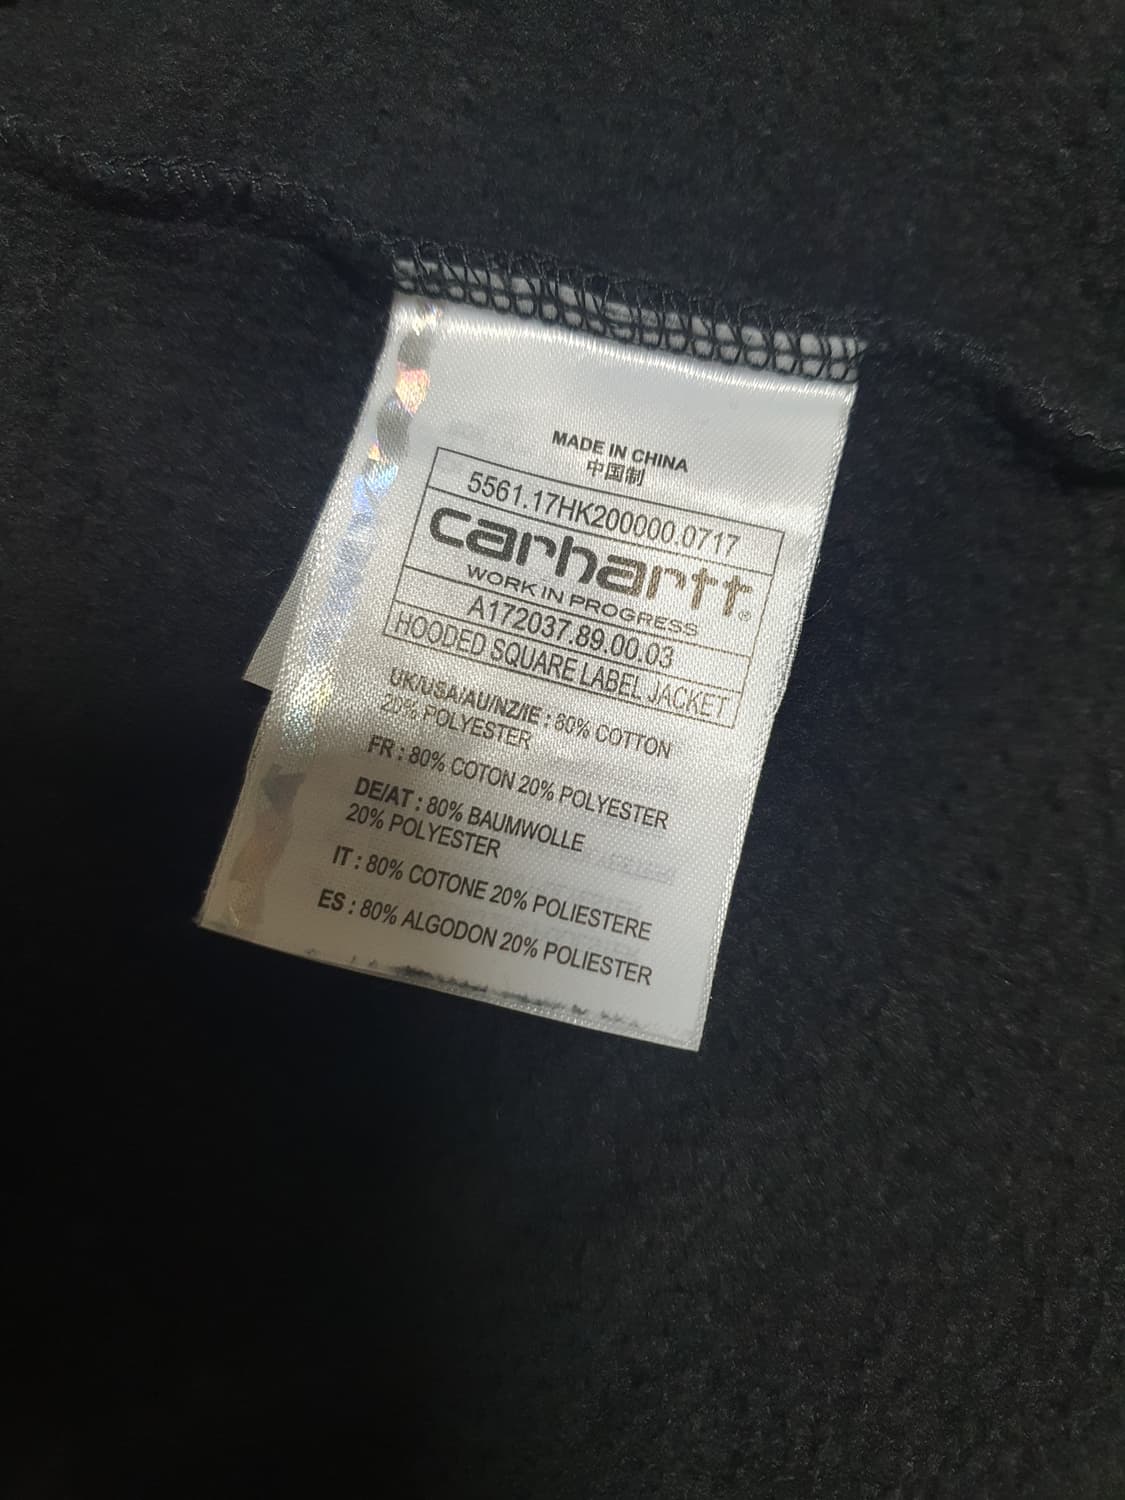 MADE IN CHINA
中国制
5561.17HK200000.0717
carhartt®
WORK IN PROGRESS
A172037.89.00.03
HOODED SQUARE LABEL JACKET
UK/USA/AU/NZ/IE : 80% COTTON
20% POLYESTER
FR : 80% COTON 20% POLYESTER
DE/AT : 80% BAUMWOLLE
20% POLYESTER
IT : 80% COTONE 20% POLIESTERE
ES : 80% ALGODON 20% POLIESTER